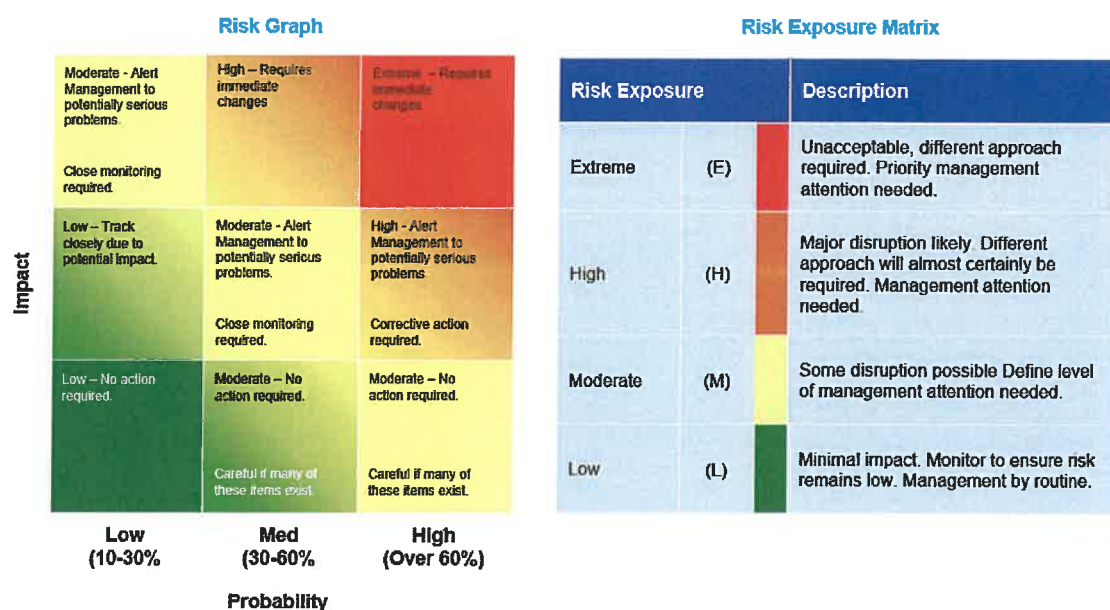 Risk Graph
Moderate - Alert
Management to
potentially serious
problems.
Close monitoring
required.
High – Requires
immediate
changes
Extreme – Requires
immediate
changes
Low – Track
closely due to
potential impact.
Moderate - Alert
Management to
potentially serious
problems.
Close monitoring
required.
High - Alert
Management to
potentially serious
problems.
Corrective action
required.
Low – No action
required.
Moderate – No
action required.
Careful if many of
these items exist.
Moderate – No
action required.
Careful if many of
these items exist.
Impact
Low
(10-30%
Med
(30-60%
High
(Over 60%)
Probability
Risk Exposure Matrix
Risk Exposure
Description
Extreme
(E)
Unacceptable, different approach
required. Priority management
attention needed.
High
(H)
Major disruption likely. Different
approach will almost certainly be
required. Management attention
needed.
Moderate
(M)
Some disruption possible Define level
of management attention needed.
Low
(L)
Minimal impact. Monitor to ensure risk
remains low. Management by routine.